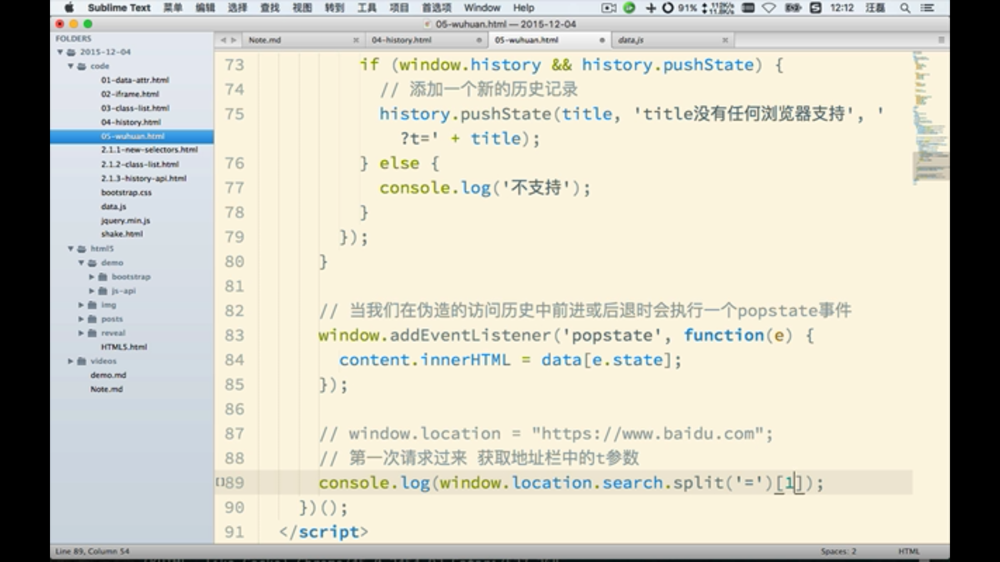 Sublime Text 菜单 编辑 选择 查找 视图 转到 工具 项目 首选项 Window Help 91% 12:12 汪磊
05-wuhuan.html — 2015-12-04
FOLDERS
2015-12-04
code
01-data-attr.html
02-iframe.html
03-class-list.html
04-history.html
05-wuhuan.html
2.1.1-new-selectors.html
2.1.2-class-list.html
2.1.3-history-api.html
bootstrap.css
data.js
jquery.min.js
shake.html
html5
demo
bootstrap
js-api
img
posts
reveal
HTML5.html
videos
demo.md
Note.md
Note.md 04-history.html 05-wuhuan.html data.js
73 if (window.history && history.pushState) {
74 // 添加一个新的历史记录
75 history.pushState(title, 'title没有任何浏览器支持', '
?t=' + title);
76 } else {
77 console.log('不支持');
78 }
79 });
80 }
81
82 // 当我们在伪造的访问历史中前进或后退时会执行一个popstate事件
83 window.addEventListener('popstate', function(e) {
84 content.innerHTML = data[e.state];
85 });
86
87 // window.location = "https://www.baidu.com";
88 // 第一次请求过来 获取地址栏中的t参数
89 console.log(window.location.search.split('=')[1]);
90 })();
91 </script>
Line 89, Column 54 Spaces: 2 HTML